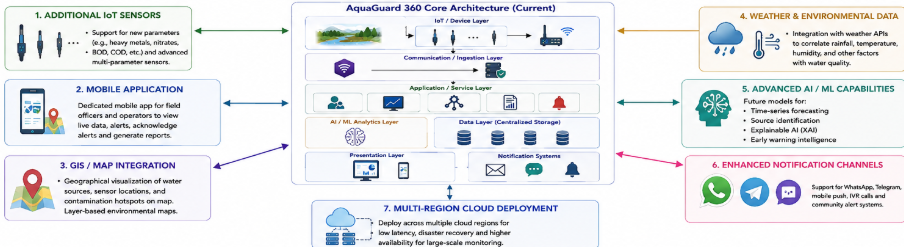 AquaGuard 360 Core Architecture (Current)
IoT / Device Layer
Communication / Ingestion Layer
Application / Service Layer
AI / ML Analytics Layer
Data Layer (Centralized Storage)
Presentation Layer
Notification Systems
1. ADDITIONAL IoT SENSORS
• Support for new parameters
(e.g., heavy metals, nitrates,
• BOD, COD, etc.) and advanced
multi-parameter sensors.
2. MOBILE APPLICATION
Dedicated mobile app for field
officers and operators to view
live data, alerts, acknowledge
alerts and generate reports.
3. GIS / MAP INTEGRATION
• Geographical visualization of water
sources, sensor locations, and
contamination hotspots on map.
Layer-based environmental maps.
4. WEATHER & ENVIRONMENTAL DATA
• Integration with weather APIs
to correlate rainfall, temperature,
humidity, and other factors
with water quality.
5. ADVANCED AI / ML CAPABILITIES
Future models for:
• Time-series forecasting
• Source identification
• Explainable AI (XAI)
• Early warning intelligence
6. ENHANCED NOTIFICATION CHANNELS
Support for WhatsApp, Telegram,
mobile push, IVR calls and
community alert systems.
7. MULTI-REGION CLOUD DEPLOYMENT
• Deploy across multiple cloud regions for
• low latency, disaster recovery and higher
availability for large-scale monitoring.